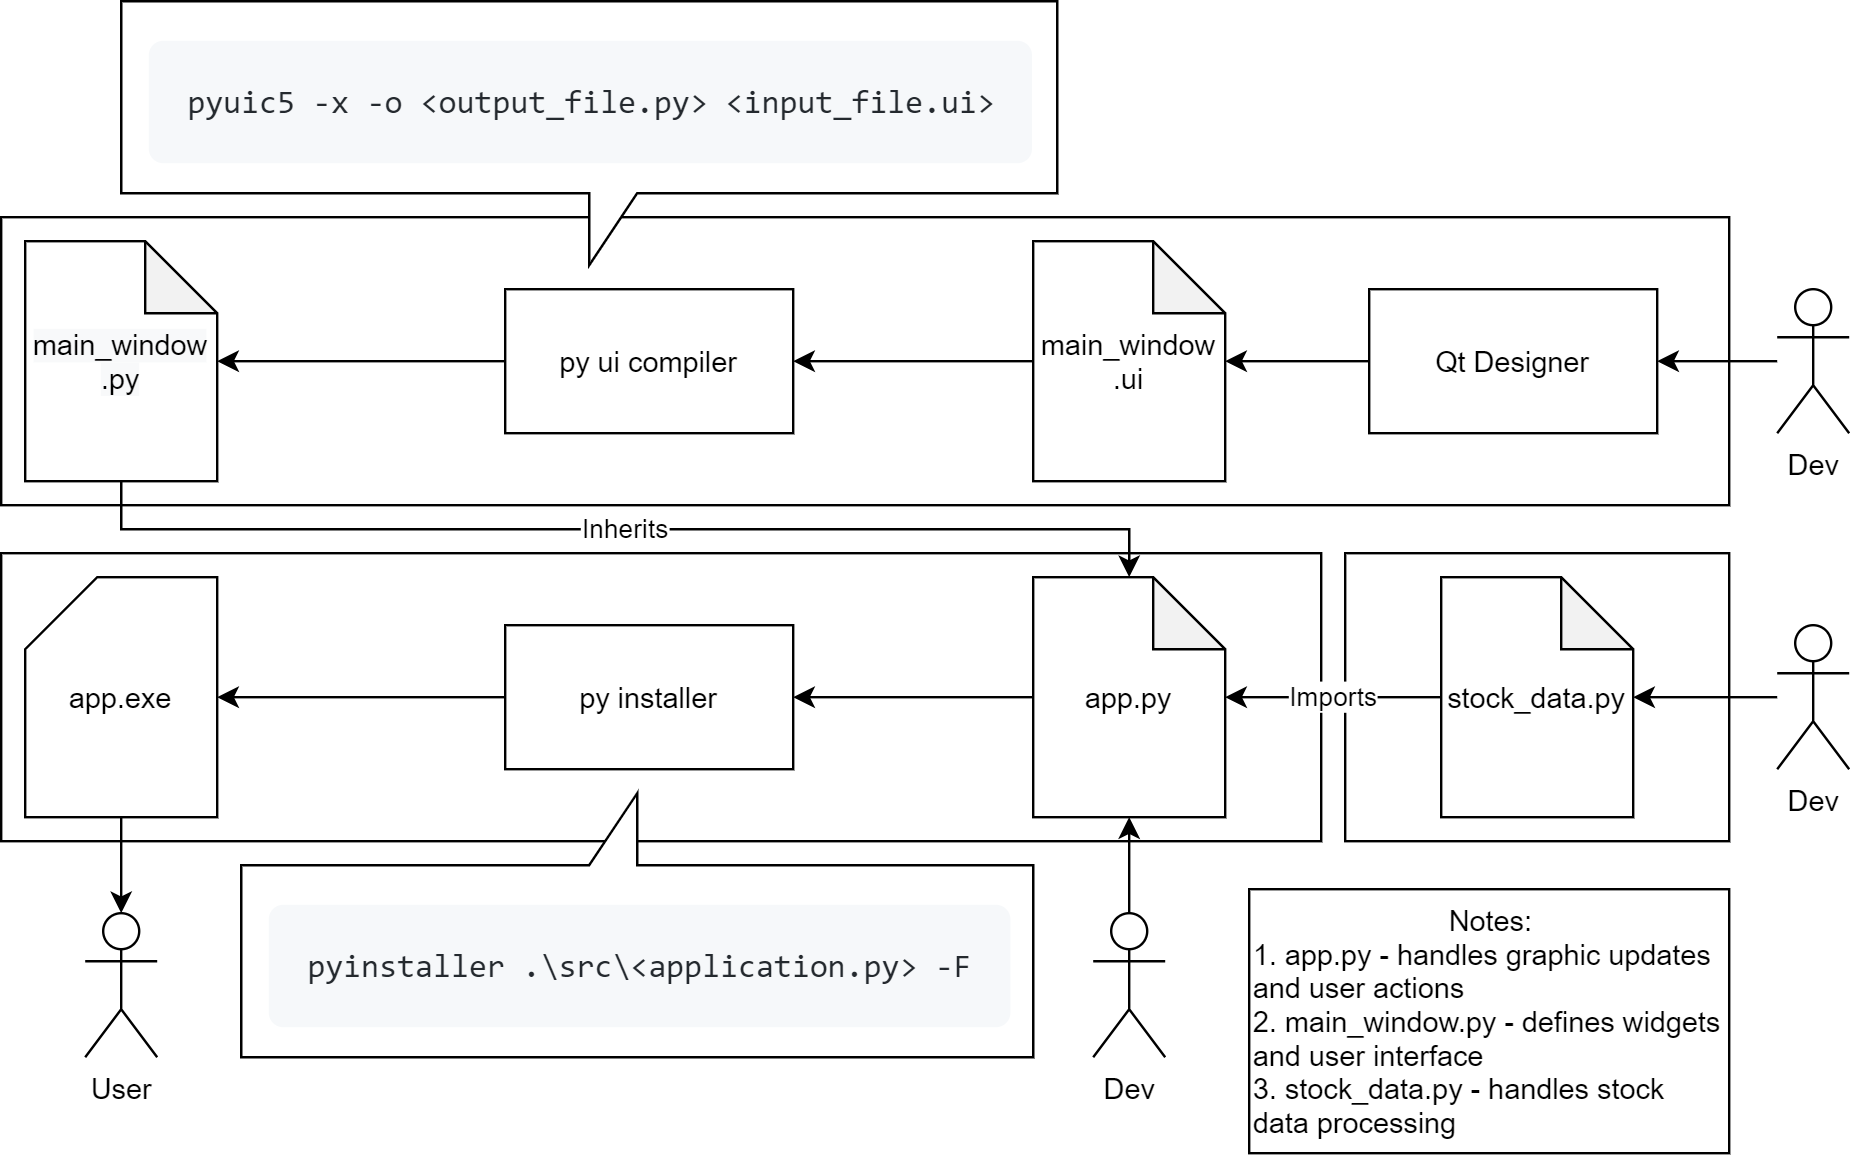 pyuic5 -x -o <output_file.py> <input_file.ui>
main_window
.py
py ui compiler
main_window
.ui
Qt Designer
Dev
Inherits
app.exe
py installer
app.py
Imports
stock_data.py
Dev
pyinstaller .\src\<application.py> -F
User
Dev
Notes:
1. app.py - handles graphic updates
and user actions
2. main_window.py - defines widgets
and user interface
3. stock_data.py - handles stock
data processing